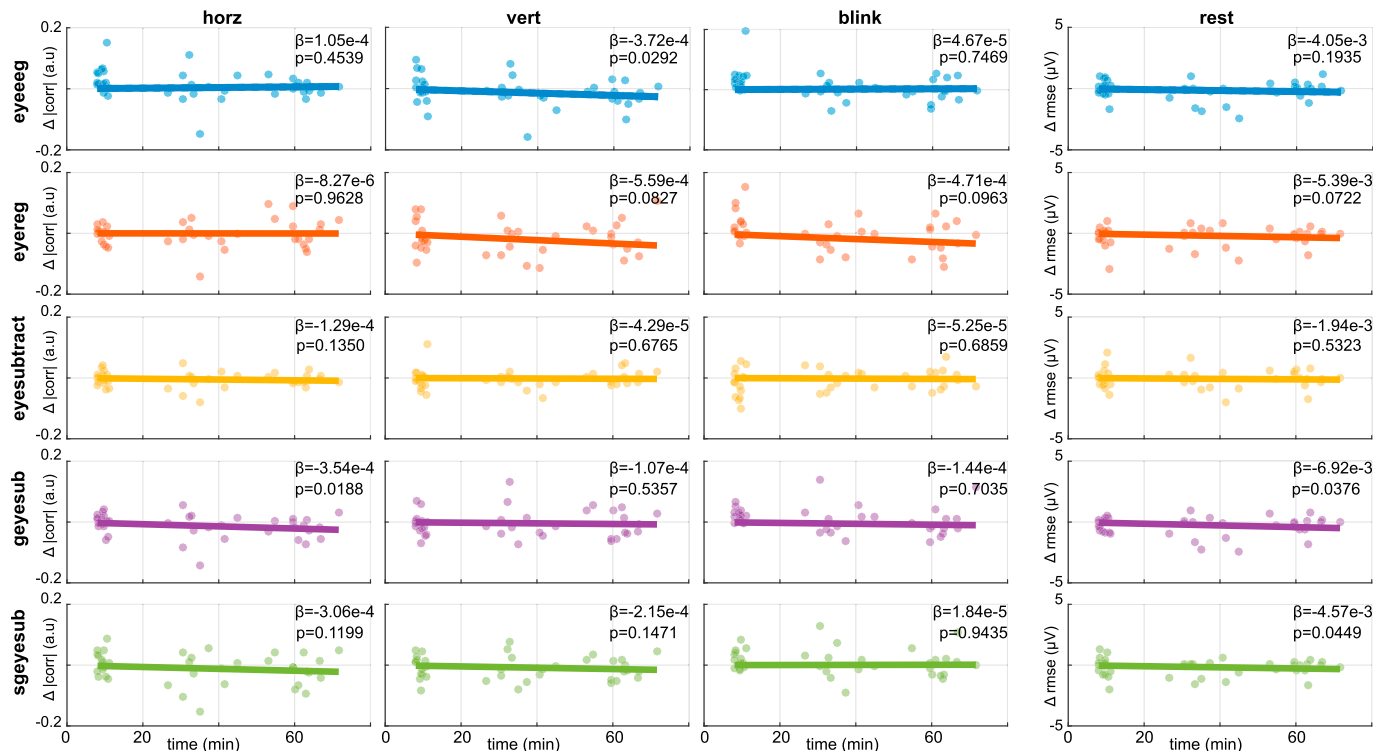 horz vert blink rest
eyeeeg
Δ |corr| (a.u)
0.2
-0.2
β=1.05e-4
p=0.4539
β=-3.72e-4
p=0.0292
β=4.67e-5
p=0.7469
Δ rmse (μV)
5
-5
β=-4.05e-3
p=0.1935
eyereg
Δ |corr| (a.u)
0.2
-0.2
β=-8.27e-6
p=0.9628
β=-5.59e-4
p=0.0827
β=-4.71e-4
p=0.0963
Δ rmse (μV)
5
-5
β=-5.39e-3
p=0.0722
eyesubtract
Δ |corr| (a.u)
0.2
-0.2
β=-1.29e-4
p=0.1350
β=-4.29e-5
p=0.6765
β=-5.25e-5
p=0.6859
Δ rmse (μV)
5
-5
β=-1.94e-3
p=0.5323
geyesub
Δ |corr| (a.u)
0.2
-0.2
β=-3.54e-4
p=0.0188
β=-1.07e-4
p=0.5357
β=-1.44e-4
p=0.7035
Δ rmse (μV)
5
-5
β=-6.92e-3
p=0.0376
sgeyesub
Δ |corr| (a.u)
0.2
-0.2
β=-3.06e-4
p=0.1199
β=-2.15e-4
p=0.1471
β=1.84e-5
p=0.9435
Δ rmse (μV)
5
-5
β=-4.57e-3
p=0.0449
0 20 60 0 20 60 0 20 60 0 20 60
time (min) time (min) time (min) time (min)